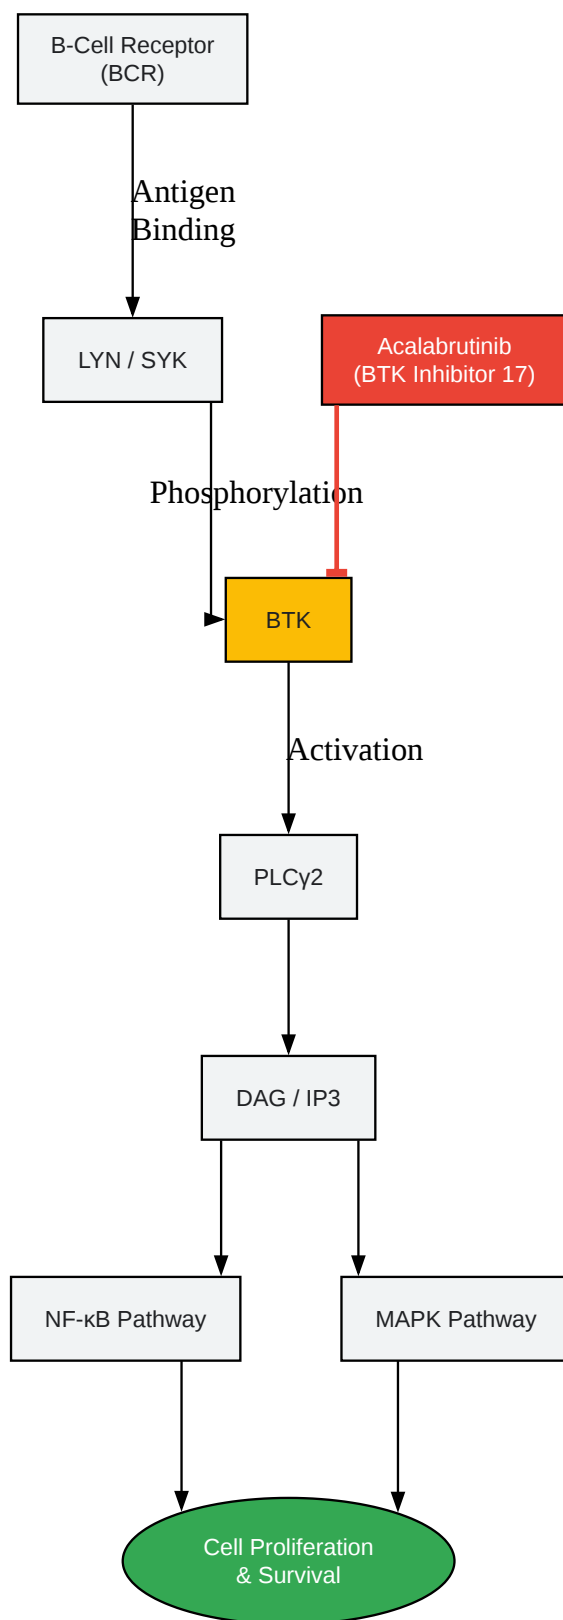 B-Cell Receptor
(BCR)
Antigen
Binding
LYN / SYK
Acalabrutinib
(BTK Inhibitor 17)
Phosphorylation
BTK
Activation
PLCγ2
DAG / IP3
NF-κB Pathway
MAPK Pathway
Cell Proliferation
& Survival